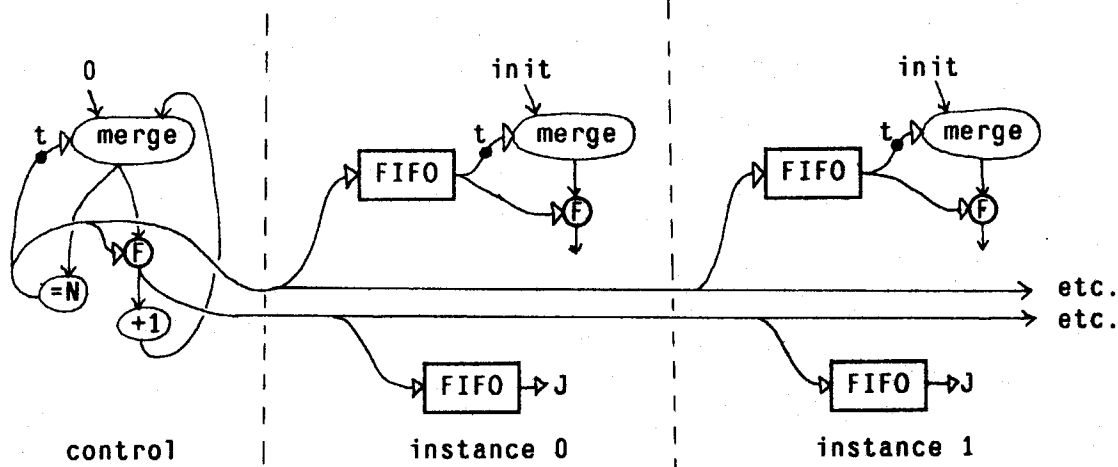 0
init
init
t
merge
t
merge
t
merge
FIFO
FIFO
F
F
F
=N
etc.
+1
etc.
FIFO
J
FIFO
J
control
instance 0
instance 1